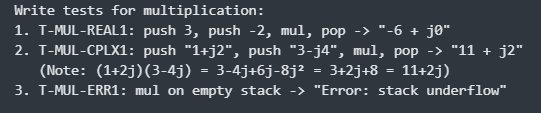 Write tests for multiplication:
1. T-MUL-REAL1: push 3, push -2, mul, pop -> "-6 + j0"
2. T-MUL-CPLX1: push "1+j2", push "3-j4", mul, pop -> "11 + j2"
(Note: (1+2j)(3-4j) = 3-4j+6j-8j² = 3+2j+8 = 11+2j)
3. T-MUL-ERR1: mul on empty stack -> "Error: stack underflow"